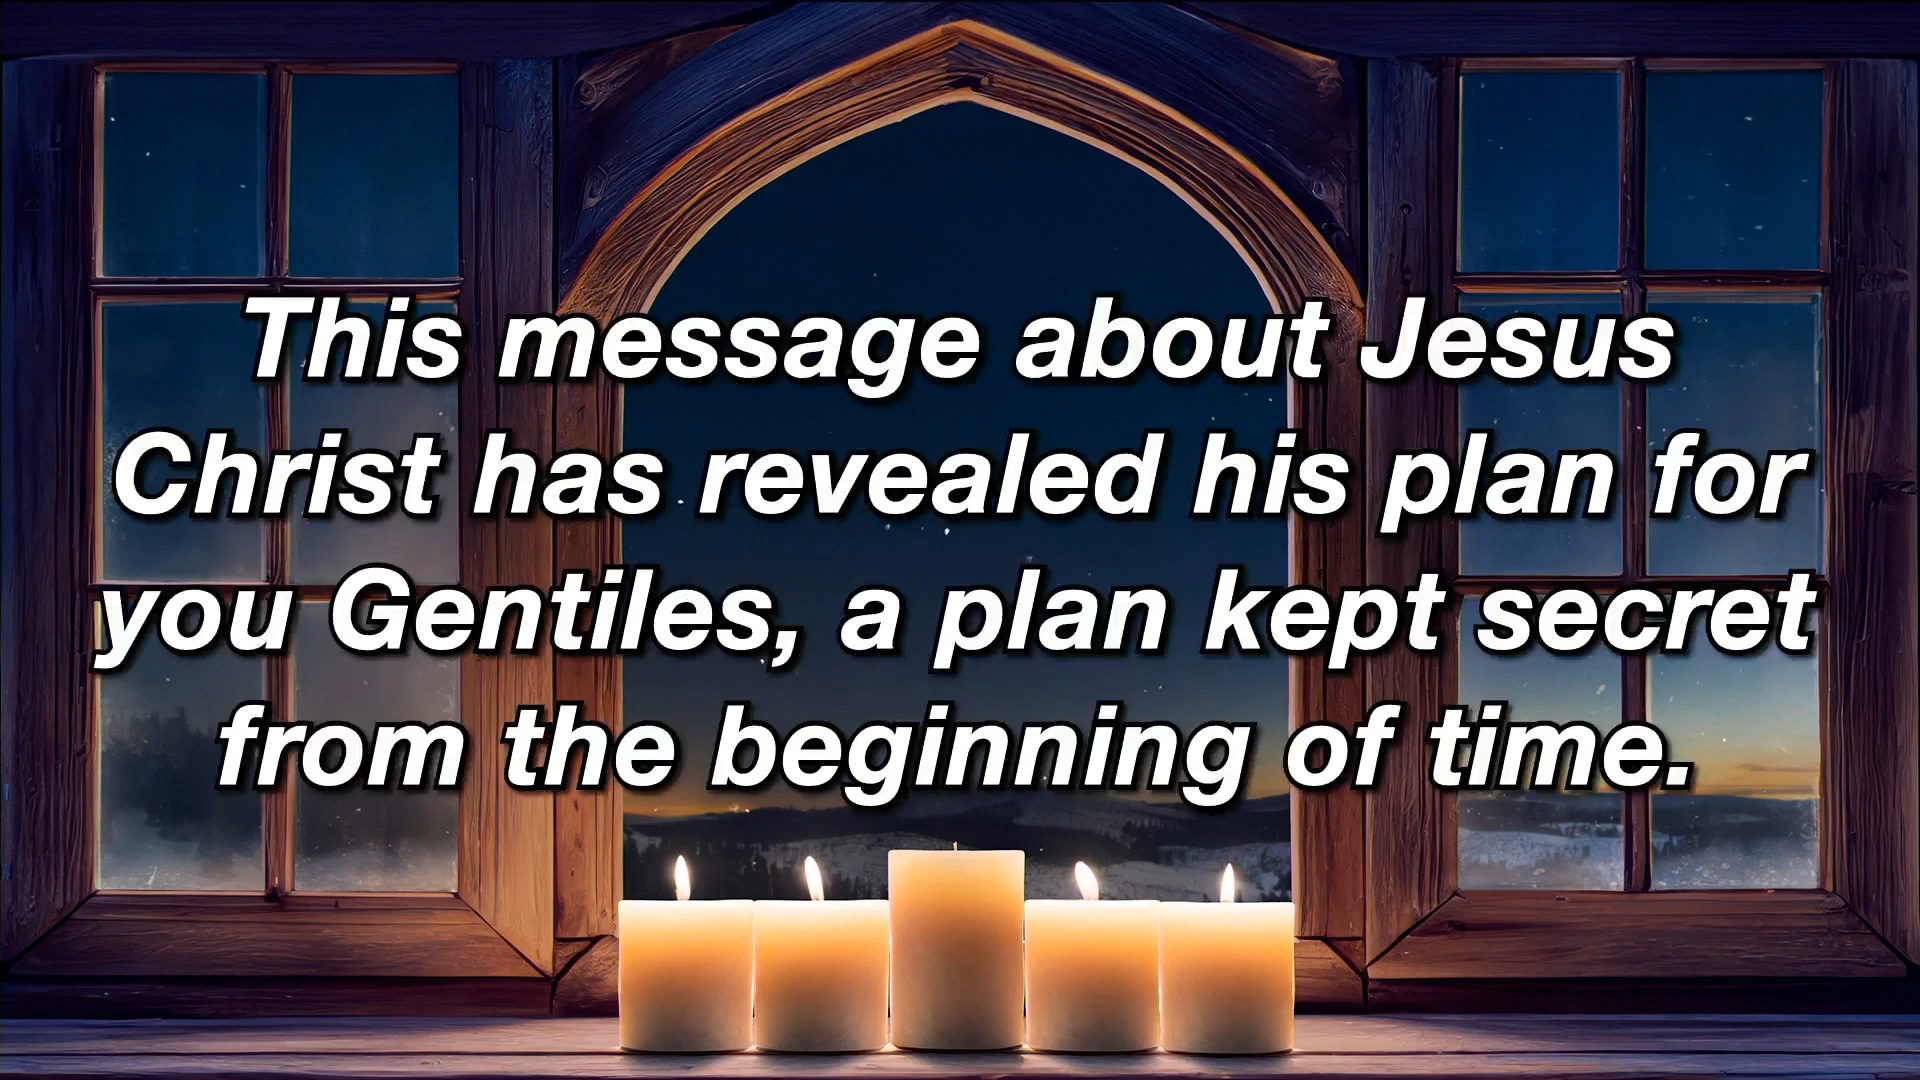 This message about Jesus
Christ has revealed his plan for
you Gentiles, a plan kept secret
from the beginning of time.